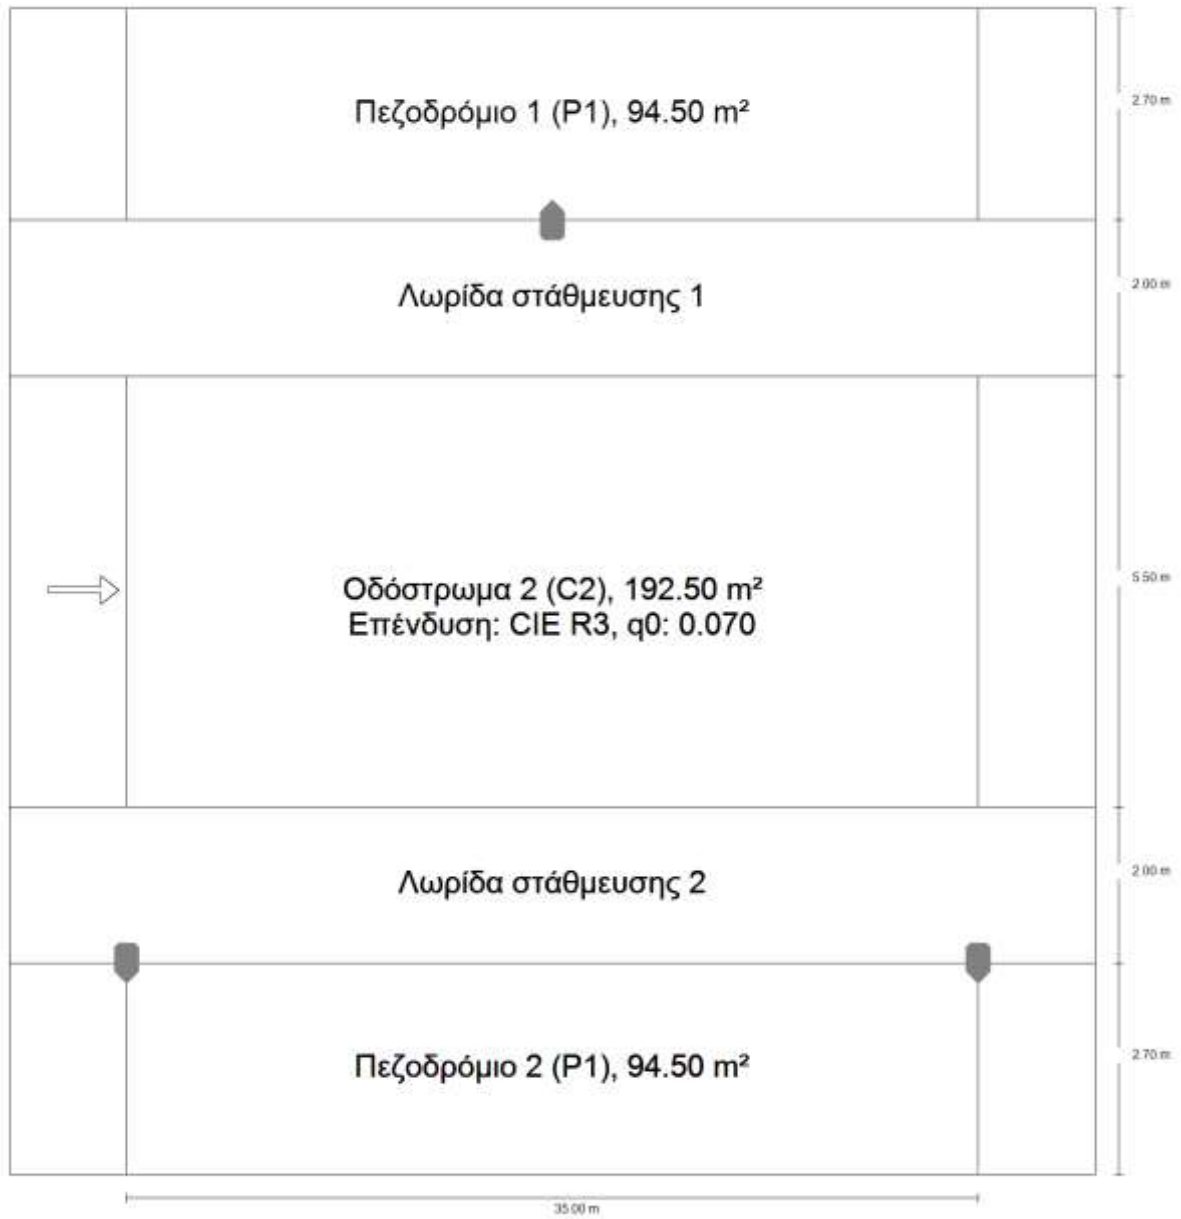 Πεζοδρόμιο 1 (P1), 94.50 m²
2.70 m
Λωρίδα στάθμευσης 1
2.00 m
Οδόστρωμα 2 (C2), 192.50 m²
Επένδυση: CIE R3, q0: 0.070
5.50 m
Λωρίδα στάθμευσης 2
2.00 m
Πεζοδρόμιο 2 (P1), 94.50 m²
2.70 m
35.00 m